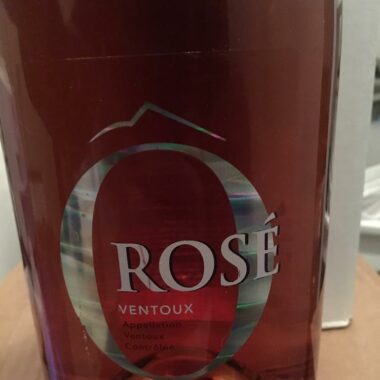 Ô
ROSÉ
VENTOUX
Appellation
Ventoux
Contrôlée